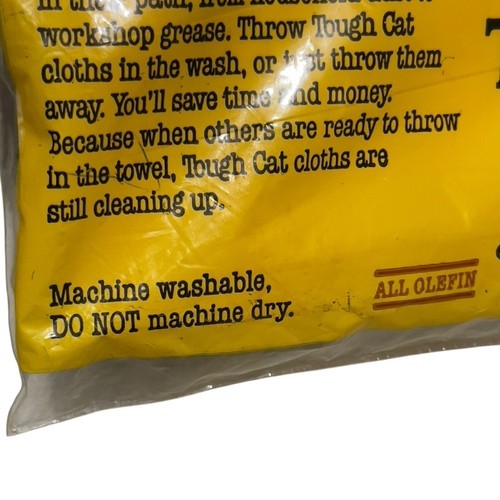 workshop grease. Throw Tough Cat
cloths in the wash, or just throw them
away. You'll save time and money.
Because when others are ready to throw
in the towel, Tough Cat cloths are
still cleaning up.
Machine washable,
DO NOT machine dry.
ALL OLEFIN